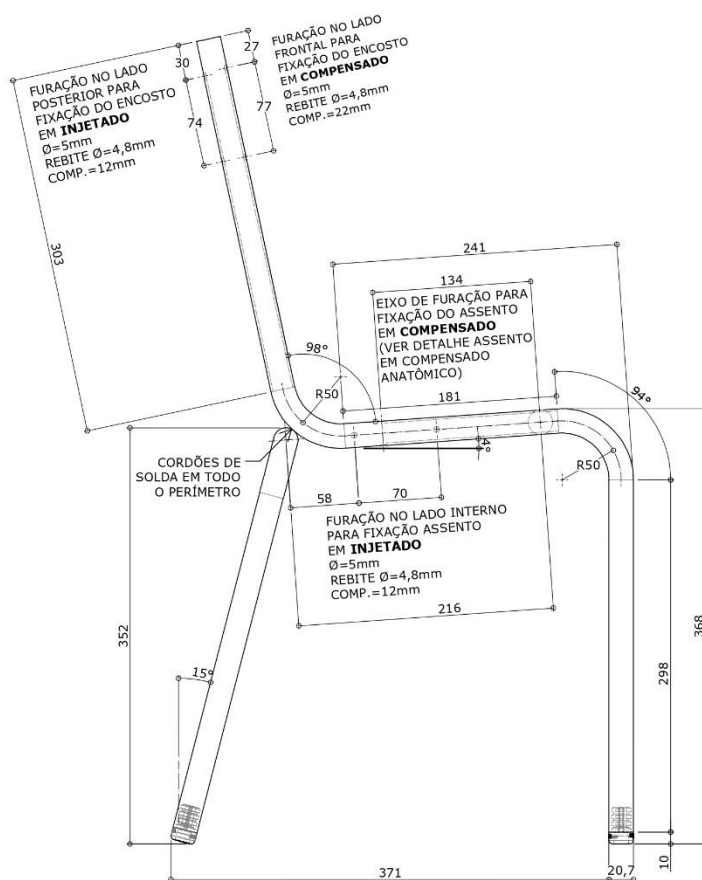 FURAÇÃO NO LADO
POSTERIOR PARA
FIXAÇÃO DO ENCOSTO
EM INJETADO
Ø=5mm
REBITE Ø=4,8mm
COMP.=12mm
30
74
27
77
FURAÇÃO NO LADO
FRONTAL PARA
FIXAÇÃO DO ENCOSTO
EM COMPENSADO
Ø=5mm
REBITE Ø=4,8mm
COMP.=22mm
303
241
134
EIXO DE FURAÇÃO PARA
FIXAÇÃO DO ASSENTO
EM COMPENSADO
(VER DETALHE ASSENTO
EM COMPENSADO
ANATÔMICO)
98°
R50
181
94°
4°
R50
CORDÕES DE
SOLDA EM TODO
O PERÍMETRO
58
70
FURAÇÃO NO LADO INTERNO
PARA FIXAÇÃO ASSENTO
EM INJETADO
Ø=5mm
REBITE Ø=4,8mm
COMP.=12mm
216
352
368
298
15°
10
371
20,7